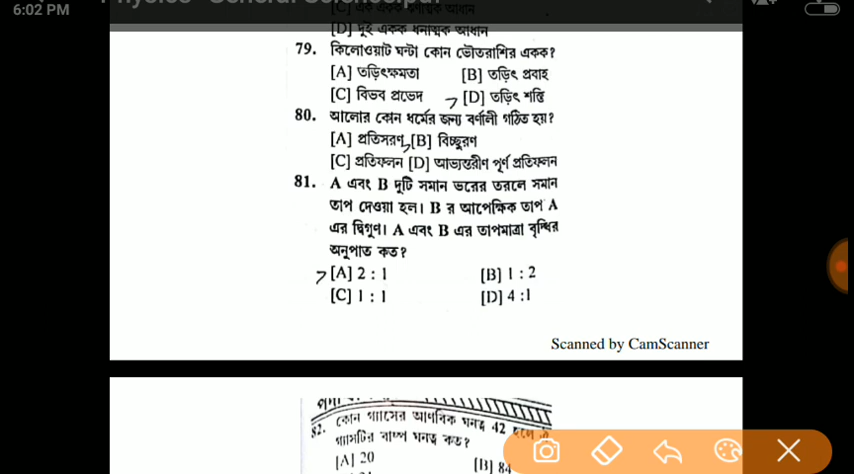 6:02 PM
[D] দুই একক ধনাত্মক আধান
79. কিলোওয়াট ঘন্টা কোন ভৌতরাশির একক?
[A] তড়িৎক্ষমতা [B] তড়িৎ প্রবাহ
[C] বিভব প্রভেদ [D] তড়িৎ শক্তি
80. আলোর কোন ধর্মের জন্য বর্ণালী গঠিত হয়?
[A] প্রতিসরণ [B] বিচ্ছুরণ
[C] প্রতিফলন [D] আভ্যন্তরীণ পূর্ণ প্রতিফলন
81. A এবং B দুটি সমান ভরের তরলে সমান
তাপ দেওয়া হল। B র আপেক্ষিক তাপ A
এর দ্বিগুণ। A এবং B এর তাপমাত্রা বৃদ্ধির
অনুপাত কত?
[A] 2 : 1 [B] 1 : 2
[C] 1 : 1 [D] 4 :1
Scanned by CamScanner
82. কোন গ্যাসের আণবিক ঘনত্ব 42 হলে
গ্যাসটির বাষ্প ঘনত্ব কত?
[A] 20 [B] 84